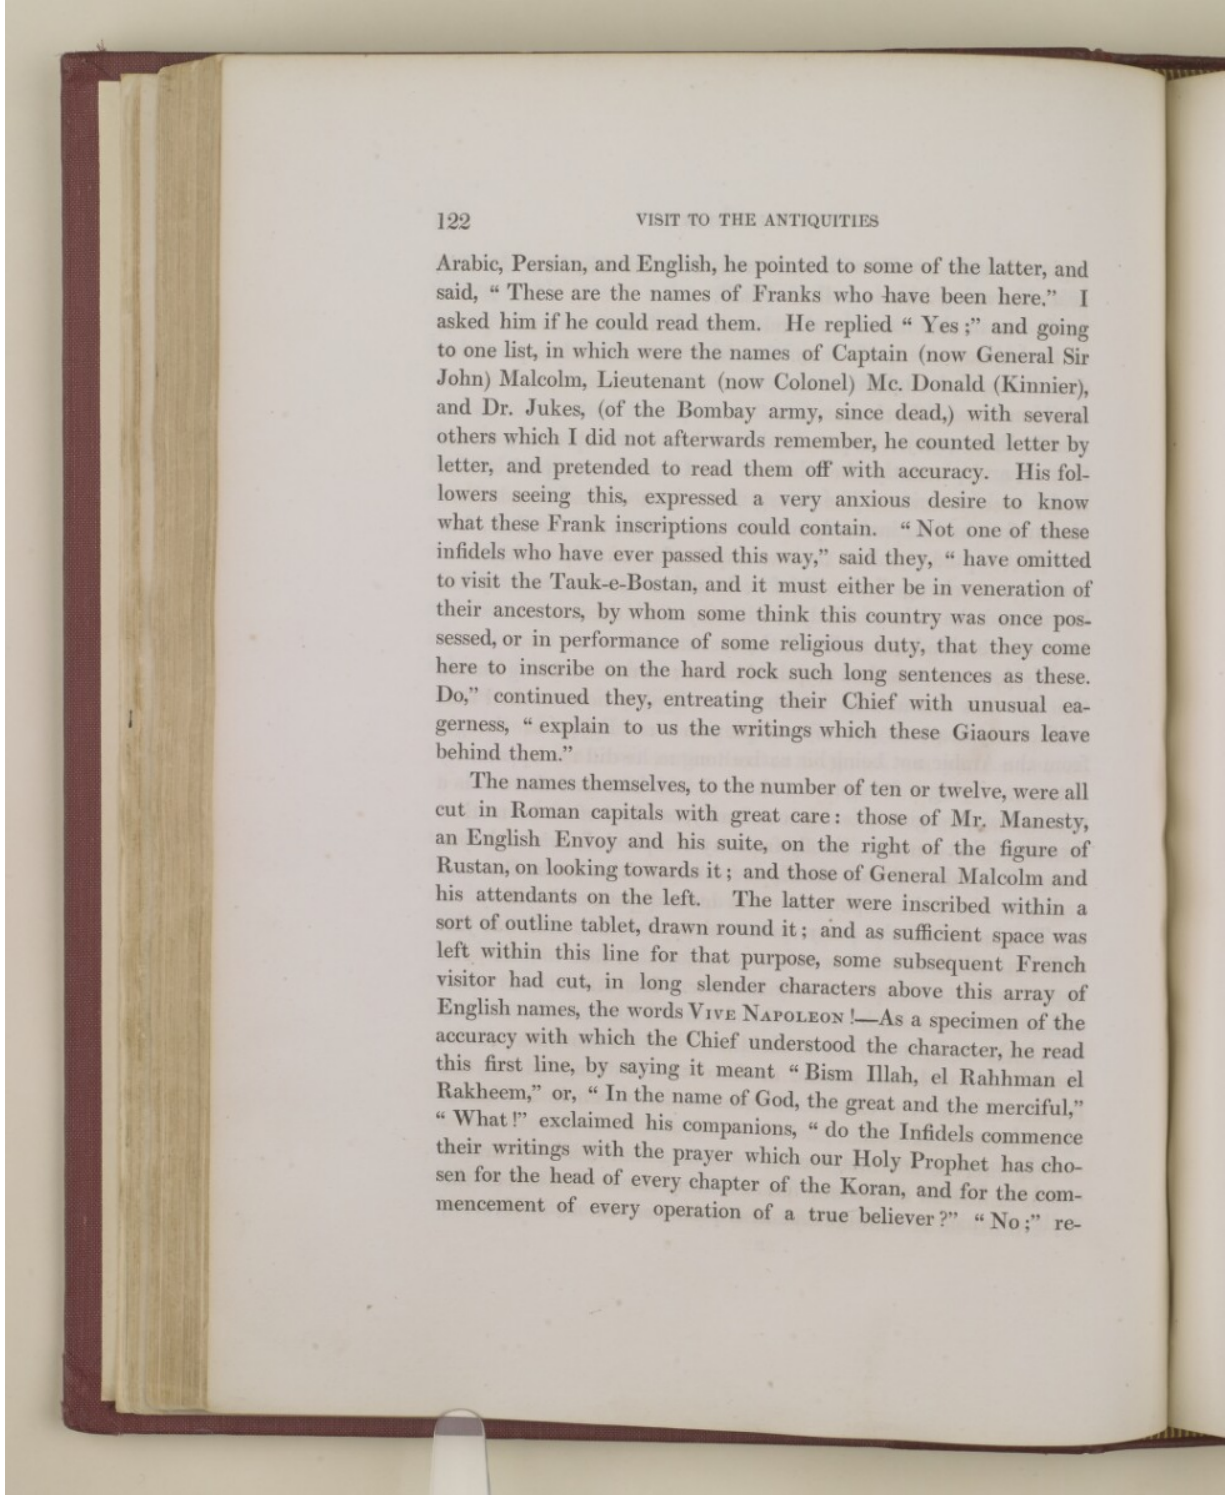 122 VISIT TO THE ANTIQUITIES
Arabic, Persian, and English, he pointed to some of the latter, and
said, “ These are the names of Franks who have been here.” I
asked him if he could read them. He replied “ Yes ;” and going
to one list, in which were the names of Captain (now General Sir
John) Malcolm, Lieutenant (now Colonel) Mc. Donald (Kinnier),
and Dr. Jukes, (of the Bombay army, since dead,) with several
others which I did not afterwards remember, he counted letter by
letter, and pretended to read them off with accuracy. His fol-
lowers seeing this, expressed a very anxious desire to know
what these Frank inscriptions could contain. “ Not one of these
infidels who have ever passed this way,” said they, “ have omitted
to visit the Tauk-e-Bostan, and it must either be in veneration of
their ancestors, by whom some think this country was once pos-
sessed, or in performance of some religious duty, that they come
here to inscribe on the hard rock such long sentences as these.
Do,” continued they, entreating their Chief with unusual ea-
gerness, “ explain to us the writings which these Giaours leave
behind them.”
The names themselves, to the number of ten or twelve, were all
cut in Roman capitals with great care : those of Mr. Manesty,
an English Envoy and his suite, on the right of the figure of
Rustan, on looking towards it ; and those of General Malcolm and
his attendants on the left. The latter were inscribed within a
sort of outline tablet, drawn round it ; and as sufficient space was
left within this line for that purpose, some subsequent French
visitor had cut, in long slender characters above this array of
English names, the words VIVE NAPOLEON !—As a specimen of the
accuracy with which the Chief understood the character, he read
this first line, by saying it meant “ Bism Illah, el Rahhman el
Rakheem,” or, “ In the name of God, the great and the merciful,”
“ What !” exclaimed his companions, “ do the Infidels commence
their writings with the prayer which our Holy Prophet has cho-
sen for the head of every chapter of the Koran, and for the com-
mencement of every operation of a true believer ?” “ No ;” re-